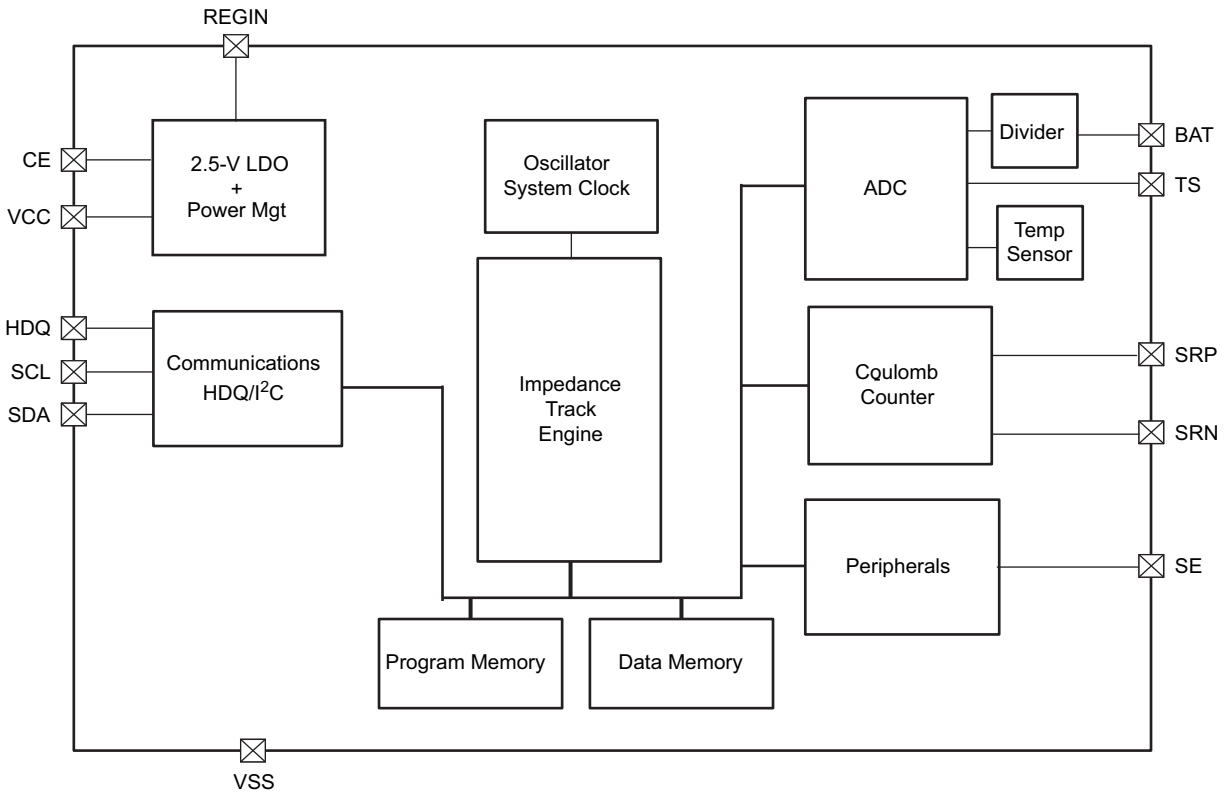 REGIN
CE
VCC
2.5-V LDO
+
Power Mgt
Oscillator
System Clock
ADC
Divider
BAT
TS
Temp
Sensor
HDQ
SCL
SDA
Communications
HDQ/I²C
Impedance
Track
Engine
Cqulomb
Counter
SRP
SRN
Peripherals
SE
Program Memory
Data Memory
VSS